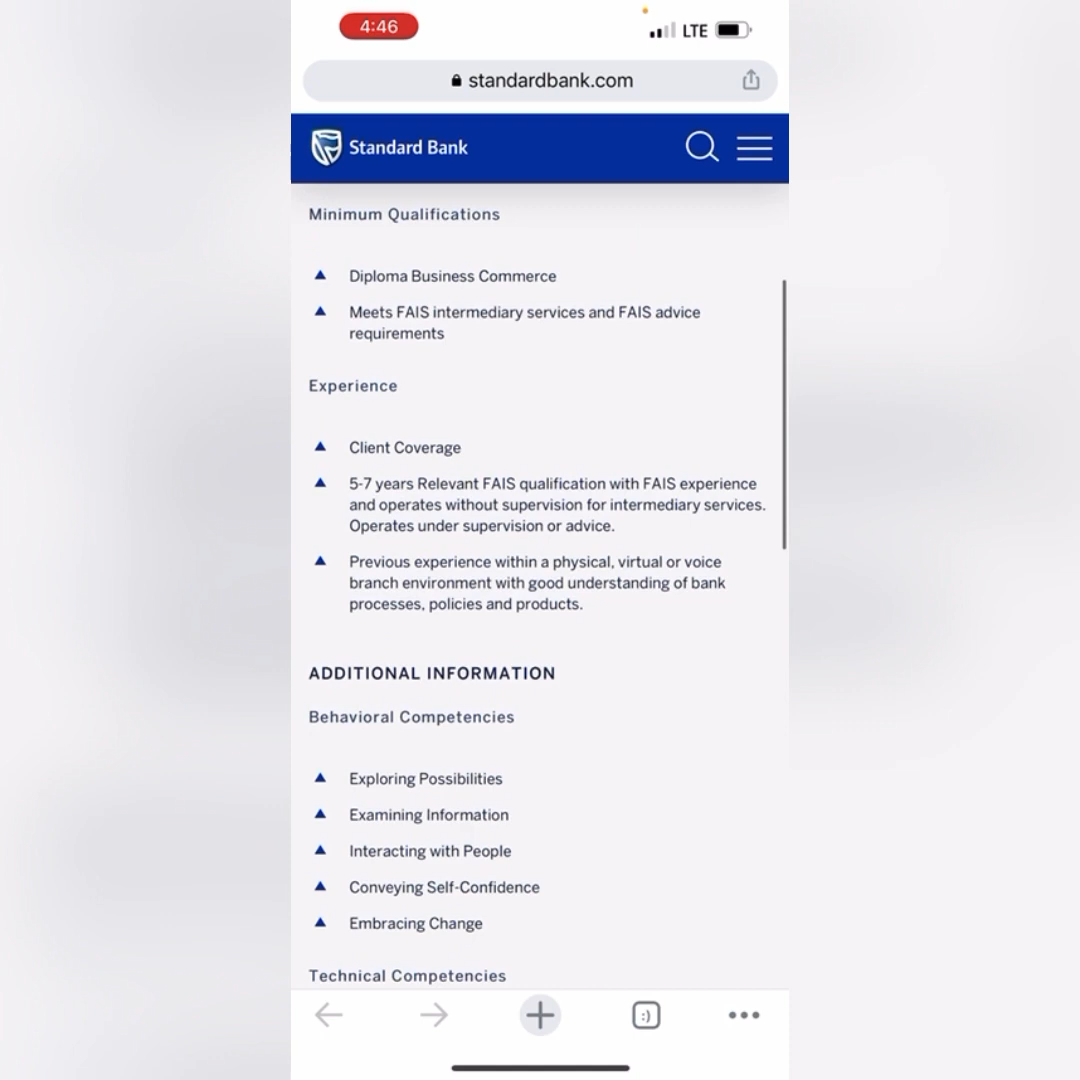 4:46
LTE
standardbank.com
Standard Bank
Minimum Qualifications
Diploma Business Commerce
Meets FAIS intermediary services and FAIS advice
requirements
Experience
Client Coverage
5-7 years Relevant FAIS qualification with FAIS experience
and operates without supervision for intermediary services.
Operates under supervision or advice.
Previous experience within a physical, virtual or voice
branch environment with good understanding of bank
processes, policies and products.
ADDITIONAL INFORMATION
Behavioral Competencies
Exploring Possibilities
Examining Information
Interacting with People
Conveying Self-Confidence
Embracing Change
Technical Competencies
:)